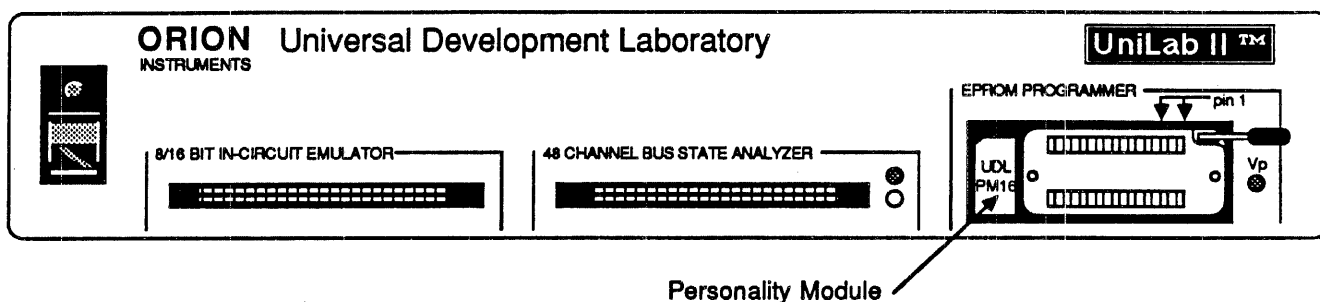 ORION
INSTRUMENTS
Universal Development Laboratory
UniLab II ™
8/16 BIT IN-CIRCUIT EMULATOR
48 CHANNEL BUS STATE ANALYZER
EPROM PROGRAMMER
pin 1
UDL
PM16
Vp
Personality Module